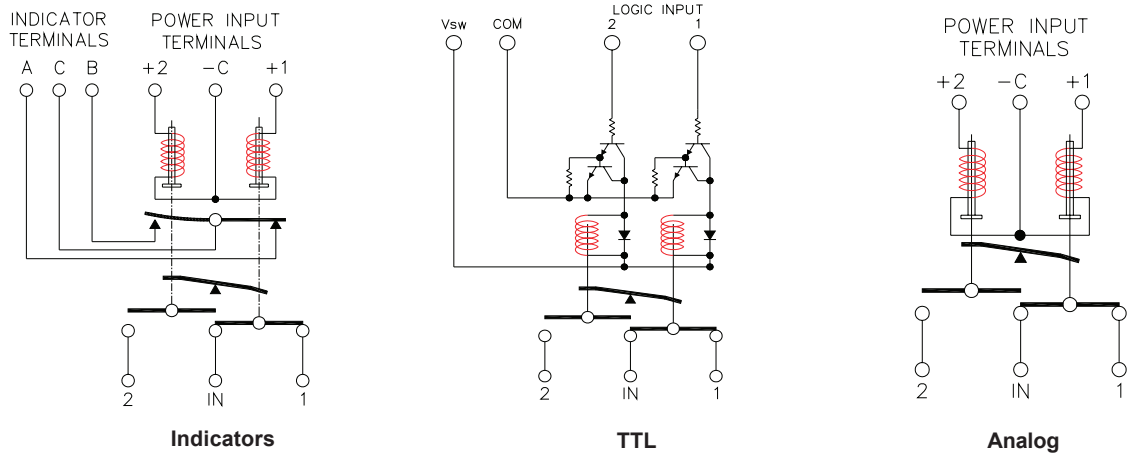 INDICATOR
TERMINALS
A C B
POWER INPUT
TERMINALS
+2 -C +1
2 IN 1
Indicators
LOGIC INPUT
Vsw COM 2 1
2 IN 1
TTL
POWER INPUT
TERMINALS
+2 -C +1
2 IN 1
Analog